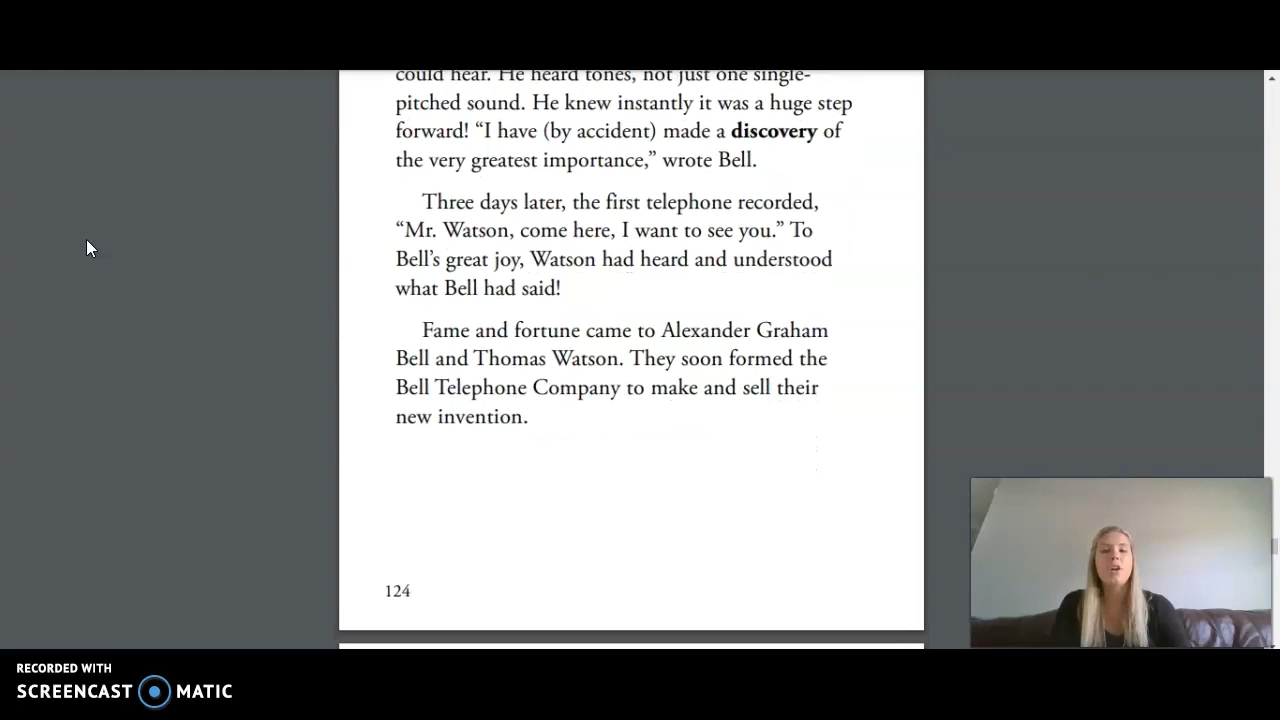 could hear. He heard tones, not just one single-
pitched sound. He knew instantly it was a huge step
forward! “I have (by accident) made a discovery of
the very greatest importance,” wrote Bell.
Three days later, the first telephone recorded,
“Mr. Watson, come here, I want to see you.” To
Bell’s great joy, Watson had heard and understood
what Bell had said!
Fame and fortune came to Alexander Graham
Bell and Thomas Watson. They soon formed the
Bell Telephone Company to make and sell their
new invention.
124
RECORDED WITH
SCREENCAST MATIC